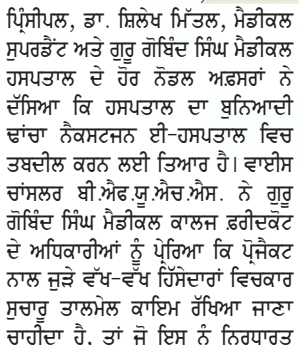 ਪ੍ਰਿੰਸੀਪਲ, ਡਾ. ਸ਼ਿਲੇਖ ਮਿੱਤਲ, ਮੈਡੀਕਲ
ਸੁਪਰਡੈਂਟ ਅਤੇ ਗੁਰੂ ਗੋਬਿੰਦ ਸਿੰਘ ਮੈਡੀਕਲ
ਹਸਪਤਾਲ ਦੇ ਹੋਰ ਨੋਡਲ ਅਫ਼ਸਰਾਂ ਨੇ
ਦੱਸਿਆ ਕਿ ਹਸਪਤਾਲ ਦਾ ਬੁਨਿਆਦੀ
ਢਾਂਚਾ ਨੈਕਸਟਜਨ ਈ-ਹਸਪਤਾਲ ਵਿਚ
ਤਬਦੀਲ ਕਰਨ ਲਈ ਤਿਆਰ ਹੈ। ਵਾਈਸ
ਚਾਂਸਲਰ ਬੀ.ਐਫ.ਯੂ.ਐਚ.ਐਸ. ਨੇ ਗੁਰੂ
ਗੋਬਿੰਦ ਸਿੰਘ ਮੈਡੀਕਲ ਕਾਲਜ ਫ਼ਰੀਦਕੋਟ
ਦੇ ਅਧਿਕਾਰੀਆਂ ਨੂੰ ਪ੍ਰੇਰਿਆ ਕਿ ਪ੍ਰੋਜੈਕਟ
ਨਾਲ ਜੁੜੇ ਵੱਖ-ਵੱਖ ਹਿੱਸੇਦਾਰਾਂ ਵਿਚਕਾਰ
ਸੁਚਾਰੂ ਤਾਲਮੇਲ ਕਾਇਮ ਰੱਖਿਆ ਜਾਣਾ
ਚਾਹੀਦਾ ਹੈ, ਤਾਂ ਜੋ ਇਸ ਨੂੰ ਨਿਰਧਾਰਤ